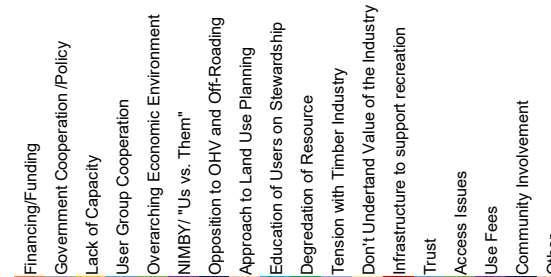 Financing/Funding
Government Cooperation /Policy
Lack of Capacity
User Group Cooperation
Overarching Economic Environment
NIMBY/ "Us vs. Them"
Opposition to OHV and Off-Roading
Approach to Land Use Planning
Education of Users on Stewardship
Degredation of Resource
Tension with Timber Industry
Don't Undertand Value of the Industry
Infrastructure to support recreation
Trust
Access Issues
Use Fees
Community Involvement